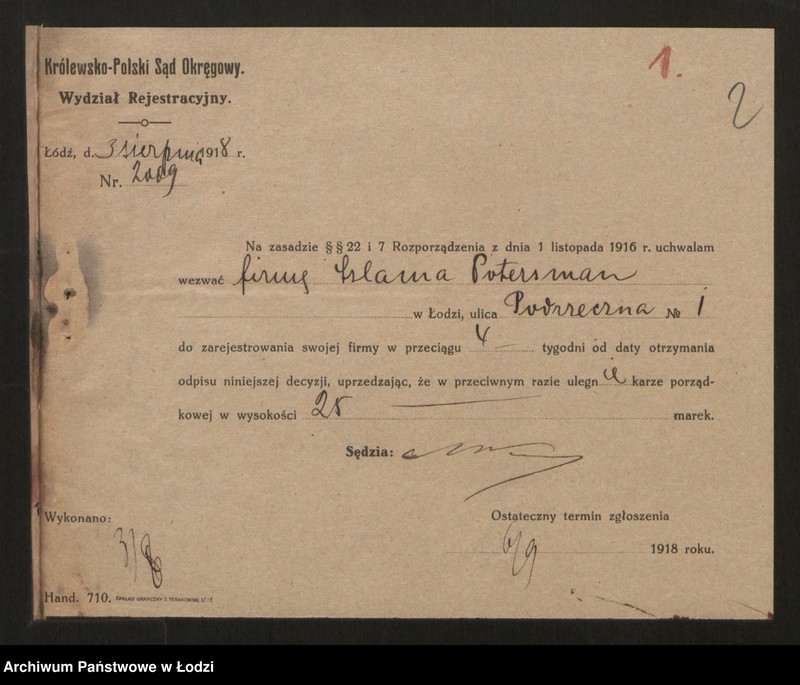 Królewsko-Polski Sąd Okręgowy.
Wydział Rejestracyjny.
1.
2
Łódź, d. 3 sierpnia 1918 r.
Nr. 2009
Na zasadzie §§ 22 i 7 Rozporządzenia z dnia 1 listopada 1916 r. uchwalam
wezwać firmę Szlama Potersman
w Łodzi, ulica Podrzeczna № 1
do zarejestrowania swojej firmy w przeciągu 4 — tygodni od daty otrzymania
odpisu niniejszej decyzji, uprzedzając, że w przeciwnym razie ulegnie karze porząd-
kowej w wysokości 25 — marek.
Sędzia:
Wykonano:
3/8
Ostateczny termin zgłoszenia
6/9 1918 roku.
Hand. 710.
Archiwum Państwowe w Łodzi